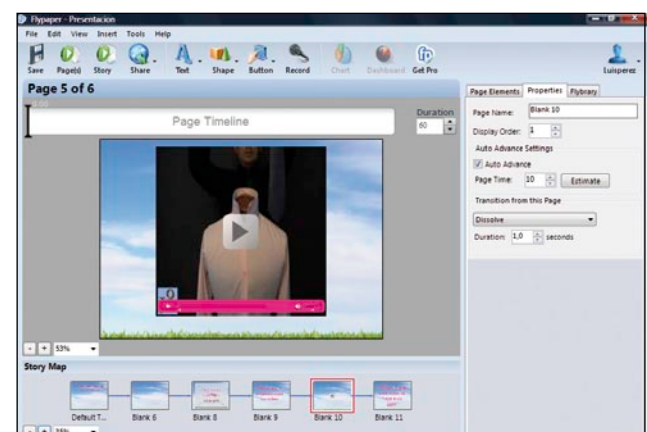 Flypaper - Presentacion
File Edit View Insert Tools Help
Save Page(s) Story Share Text Shape Button Record Chart Dashboard Get Pro Luisperez
Page 5 of 6
Page Elements Properties Flybrary
Page Timeline
Duration
60
Page Name: Blank 10
Display Order: 1
Auto Advance Settings
Auto Advance
Page Time: 10 Estimate
Transition from this Page
Dissolve
Duration: 1,0 seconds
.0
- + 53%
Story Map
Default T... Blank 6 Blank 8 Blank 9 Blank 10 Blank 11
- + 35%